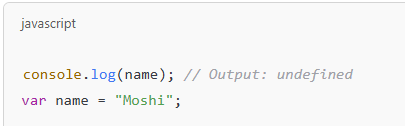 javascript
console.log(name); // Output: undefined
var name = "Moshi";